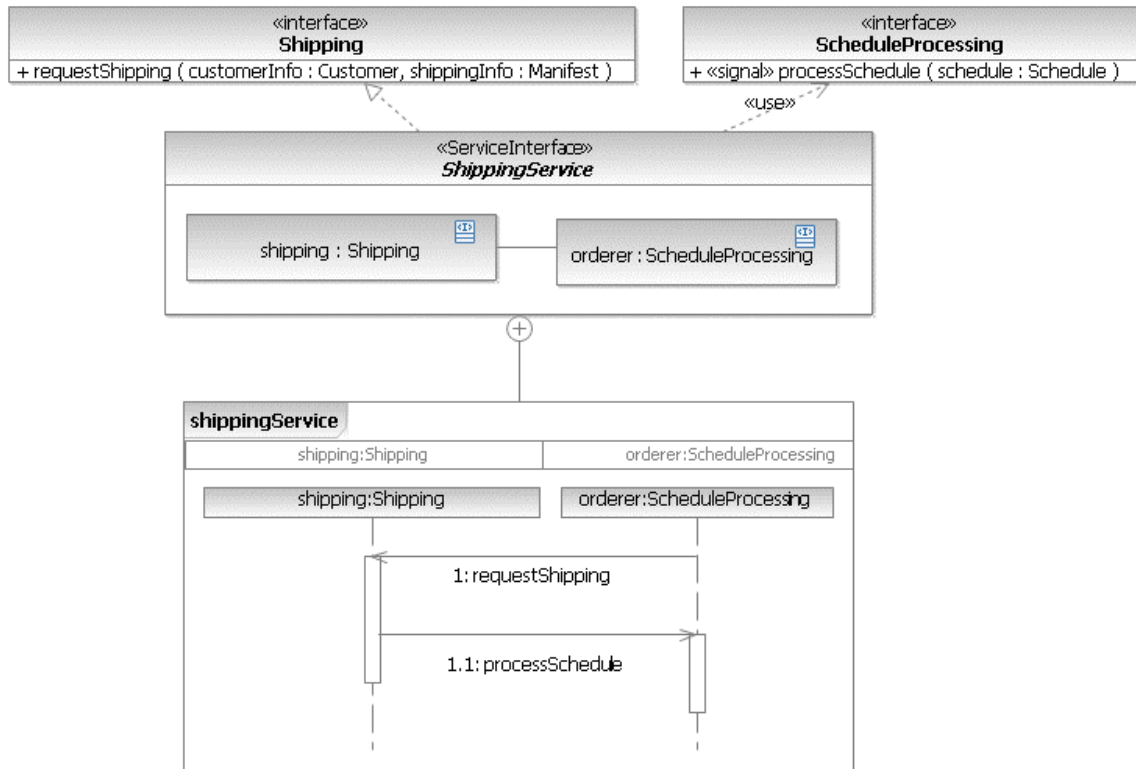 «interface»
Shipping
+ requestShipping ( customerInfo : Customer, shippingInfo : Manifest )
«interface»
ScheduleProcessing
+ «signal» processSchedule ( schedule : Schedule )
«use»
«ServiceInterface»
ShippingService
shipping : Shipping
orderer : ScheduleProcessing
shippingService
shipping:Shipping
orderer:ScheduleProcessing
shipping:Shipping
orderer:ScheduleProcessing
1: requestShipping
1.1: processSchedule